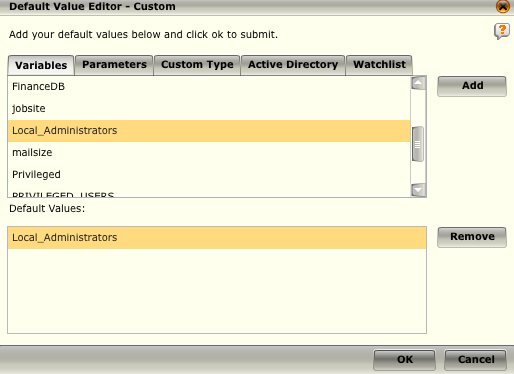 Default Value Editor - Custom
Add your default values below and click ok to submit.
?
Variables Parameters Custom Type Active Directory Watchlist
FinanceDB
Add
jobsite
Local_Administrators
mailsize
Privileged
PRIVILEGED_USERS
Default Values:
Local_Administrators
Remove
OK Cancel